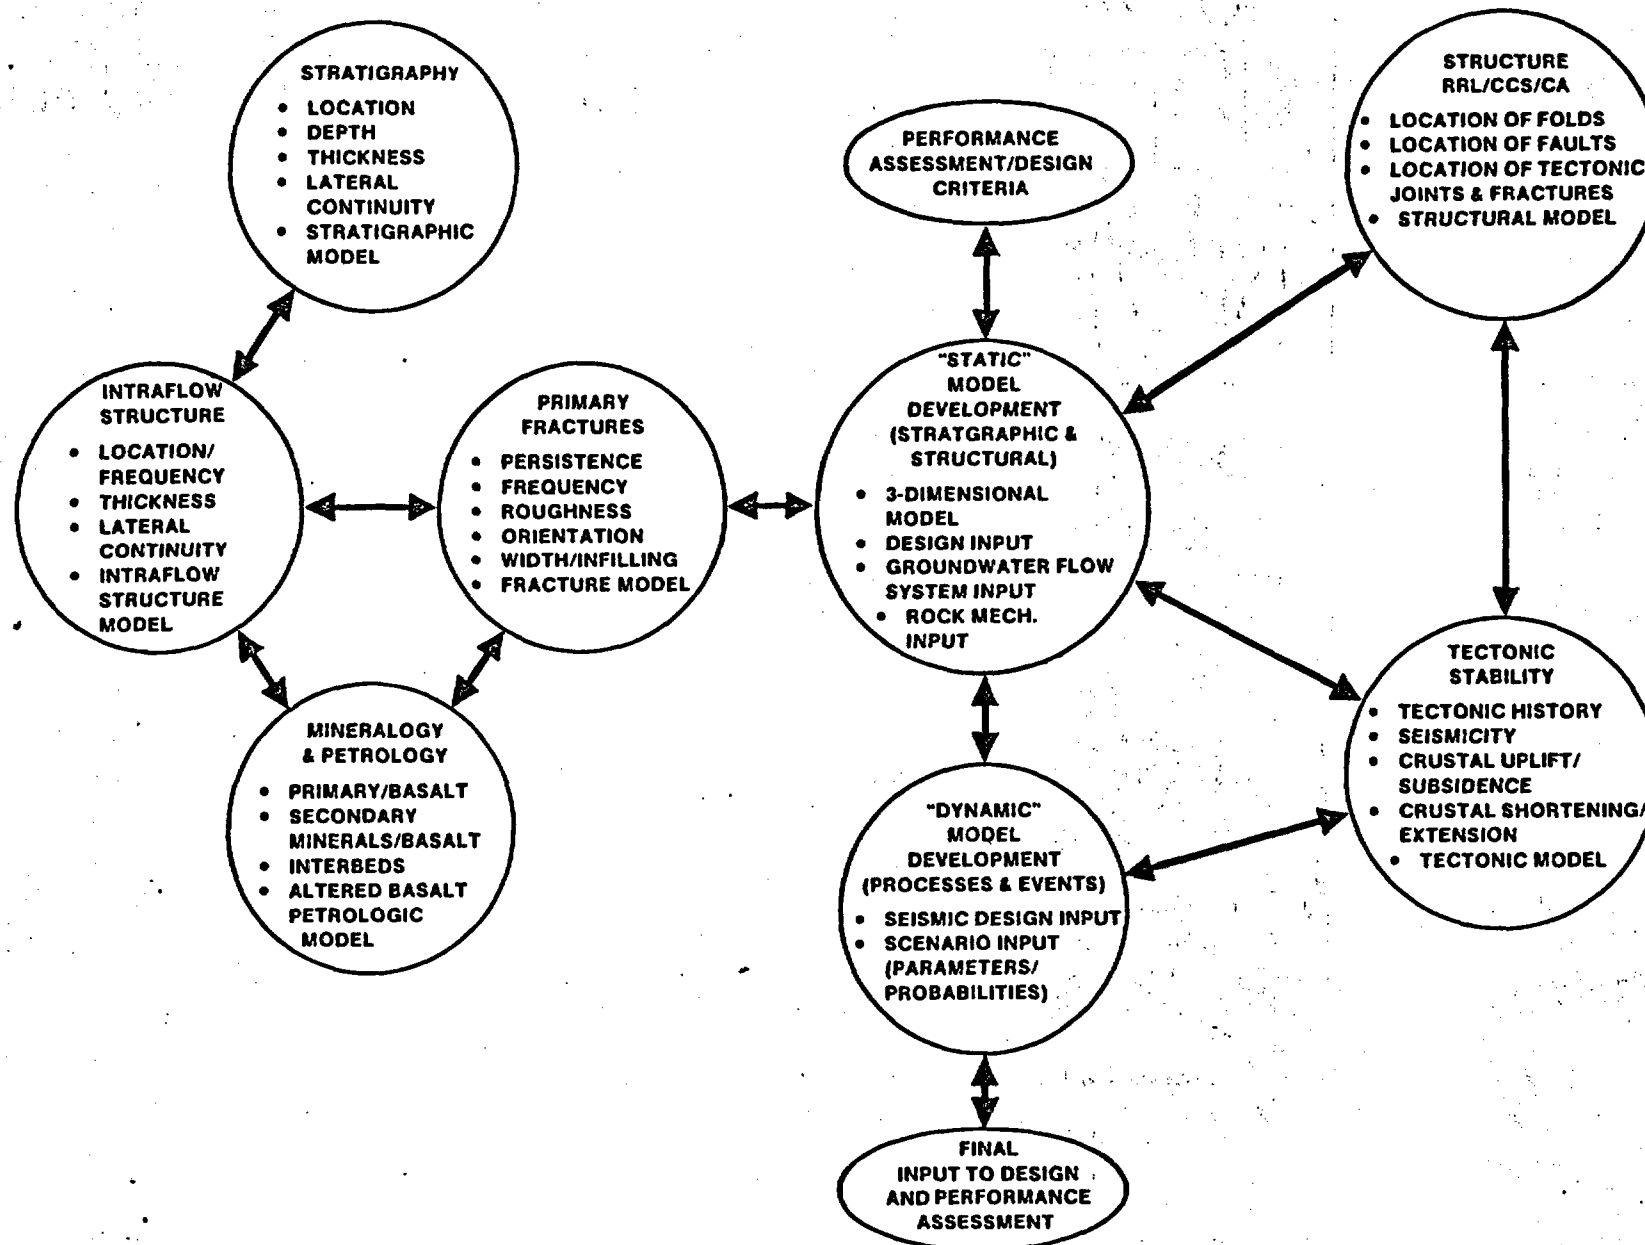 STRATIGRAPHY
• LOCATION
• DEPTH
• THICKNESS
• LATERAL
CONTINUITY
• STRATIGRAPHIC
MODEL
PERFORMANCE
ASSESSMENT/DESIGN
CRITERIA
STRUCTURE
RRL/CCS/CA
• LOCATION OF FOLDS
• LOCATION OF FAULTS
• LOCATION OF TECTONIC
JOINTS & FRACTURES
• STRUCTURAL MODEL
INTRAFLOW
STRUCTURE
• LOCATION/
FREQUENCY
• THICKNESS
• LATERAL
CONTINUITY
• INTRAFLOW
STRUCTURE
MODEL
PRIMARY
FRACTURES
• PERSISTENCE
• FREQUENCY
• ROUGHNESS
• ORIENTATION
• WIDTH/INFILLING
• FRACTURE MODEL
"STATIC"
MODEL
DEVELOPMENT
(STRATGRAPHIC &
STRUCTURAL)
• 3-DIMENSIONAL
MODEL
• DESIGN INPUT
• GROUNDWATER FLOW
SYSTEM INPUT
• ROCK MECH.
INPUT
MINERALOGY
& PETROLOGY
• PRIMARY/BASALT
• SECONDARY
MINERALS/BASALT
• INTERBEDS
• ALTERED BASALT
PETROLOGIC
MODEL
"DYNAMIC"
MODEL
DEVELOPMENT
(PROCESSES & EVENTS)
• SEISMIC DESIGN INPUT
• SCENARIO INPUT
(PARAMETERS/
PROBABILITIES)
TECTONIC
STABILITY
• TECTONIC HISTORY
• SEISMICITY
• CRUSTAL UPLIFT/
SUBSIDENCE
• CRUSTAL SHORTENING/
EXTENSION
• TECTONIC MODEL
FINAL
INPUT TO DESIGN
AND PERFORMANCE
ASSESSMENT